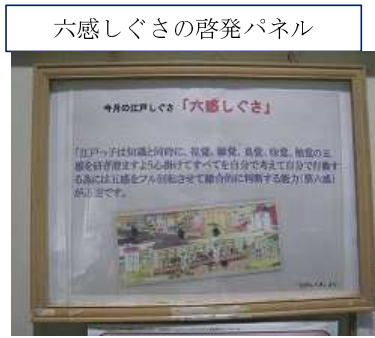 六感しぐさの啓発パネル
今月の江戸しぐさ「六感しぐさ」
「江戸っ子は知識と同時に、視覚、聴覚、臭覚、味覚、触覚の五
感を研ぎ澄ますよう心掛けてすべてを自分で考えて自分で行動す
る為には五感をフル回転させて総合的に判断する能力（第六感）
です。